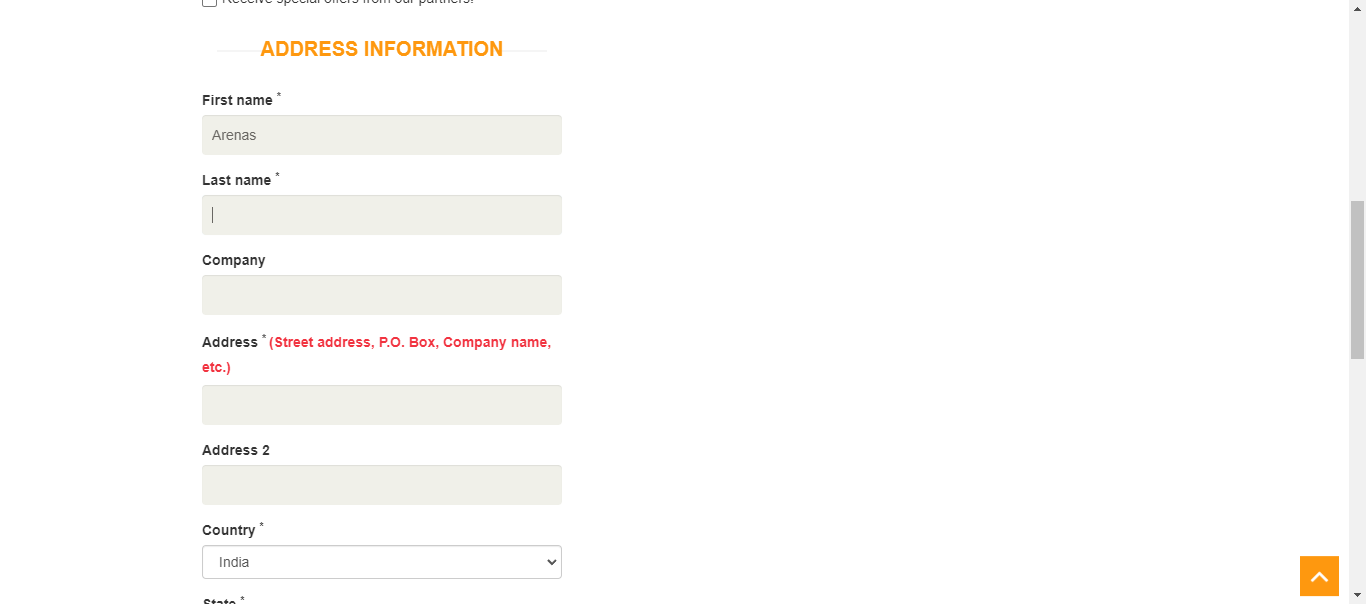 Receive special offers from our partners!
ADDRESS INFORMATION
First name *
Arenas
Last name *
Company
Address * (Street address, P.O. Box, Company name,
etc.)
Address 2
Country *
India
State *